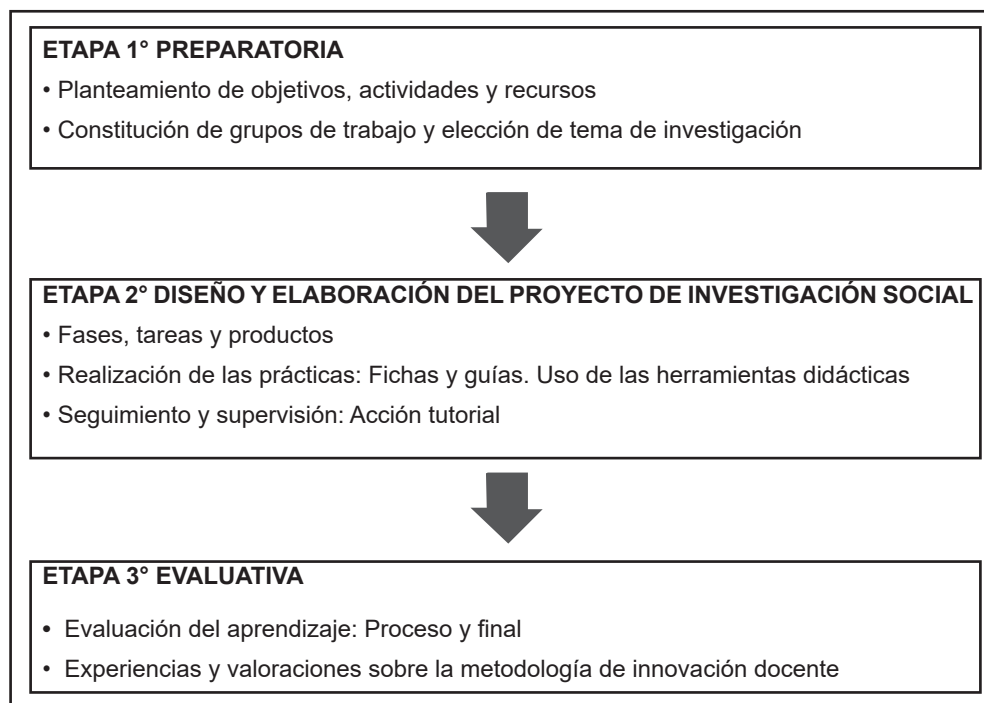 ETAPA 1° PREPARATORIA
• Planteamiento de objetivos, actividades y recursos
• Constitución de grupos de trabajo y elección de tema de investigación
ETAPA 2° DISEÑO Y ELABORACIÓN DEL PROYECTO DE INVESTIGACIÓN SOCIAL
• Fases, tareas y productos
• Realización de las prácticas: Fichas y guías. Uso de las herramientas didácticas
• Seguimiento y supervisión: Acción tutorial
ETAPA 3° EVALUATIVA
• Evaluación del aprendizaje: Proceso y final
• Experiencias y valoraciones sobre la metodología de innovación docente